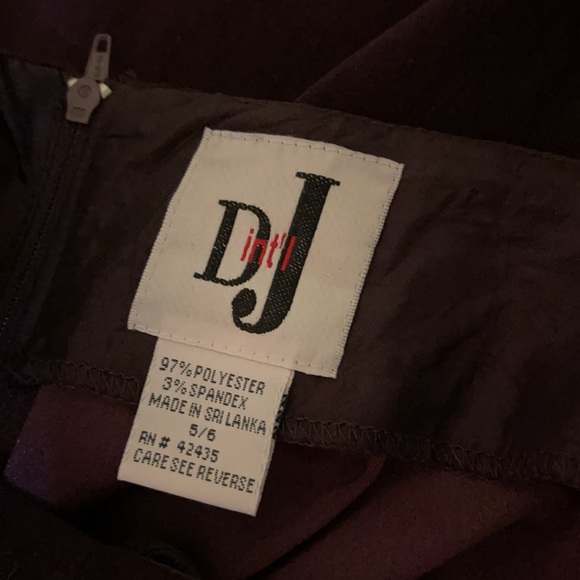 DJ
int'l
97% POLYESTER
3% SPANDEX
MADE IN SRI LANKA
5/6
RN# 42435
CARE SEE REVERSE